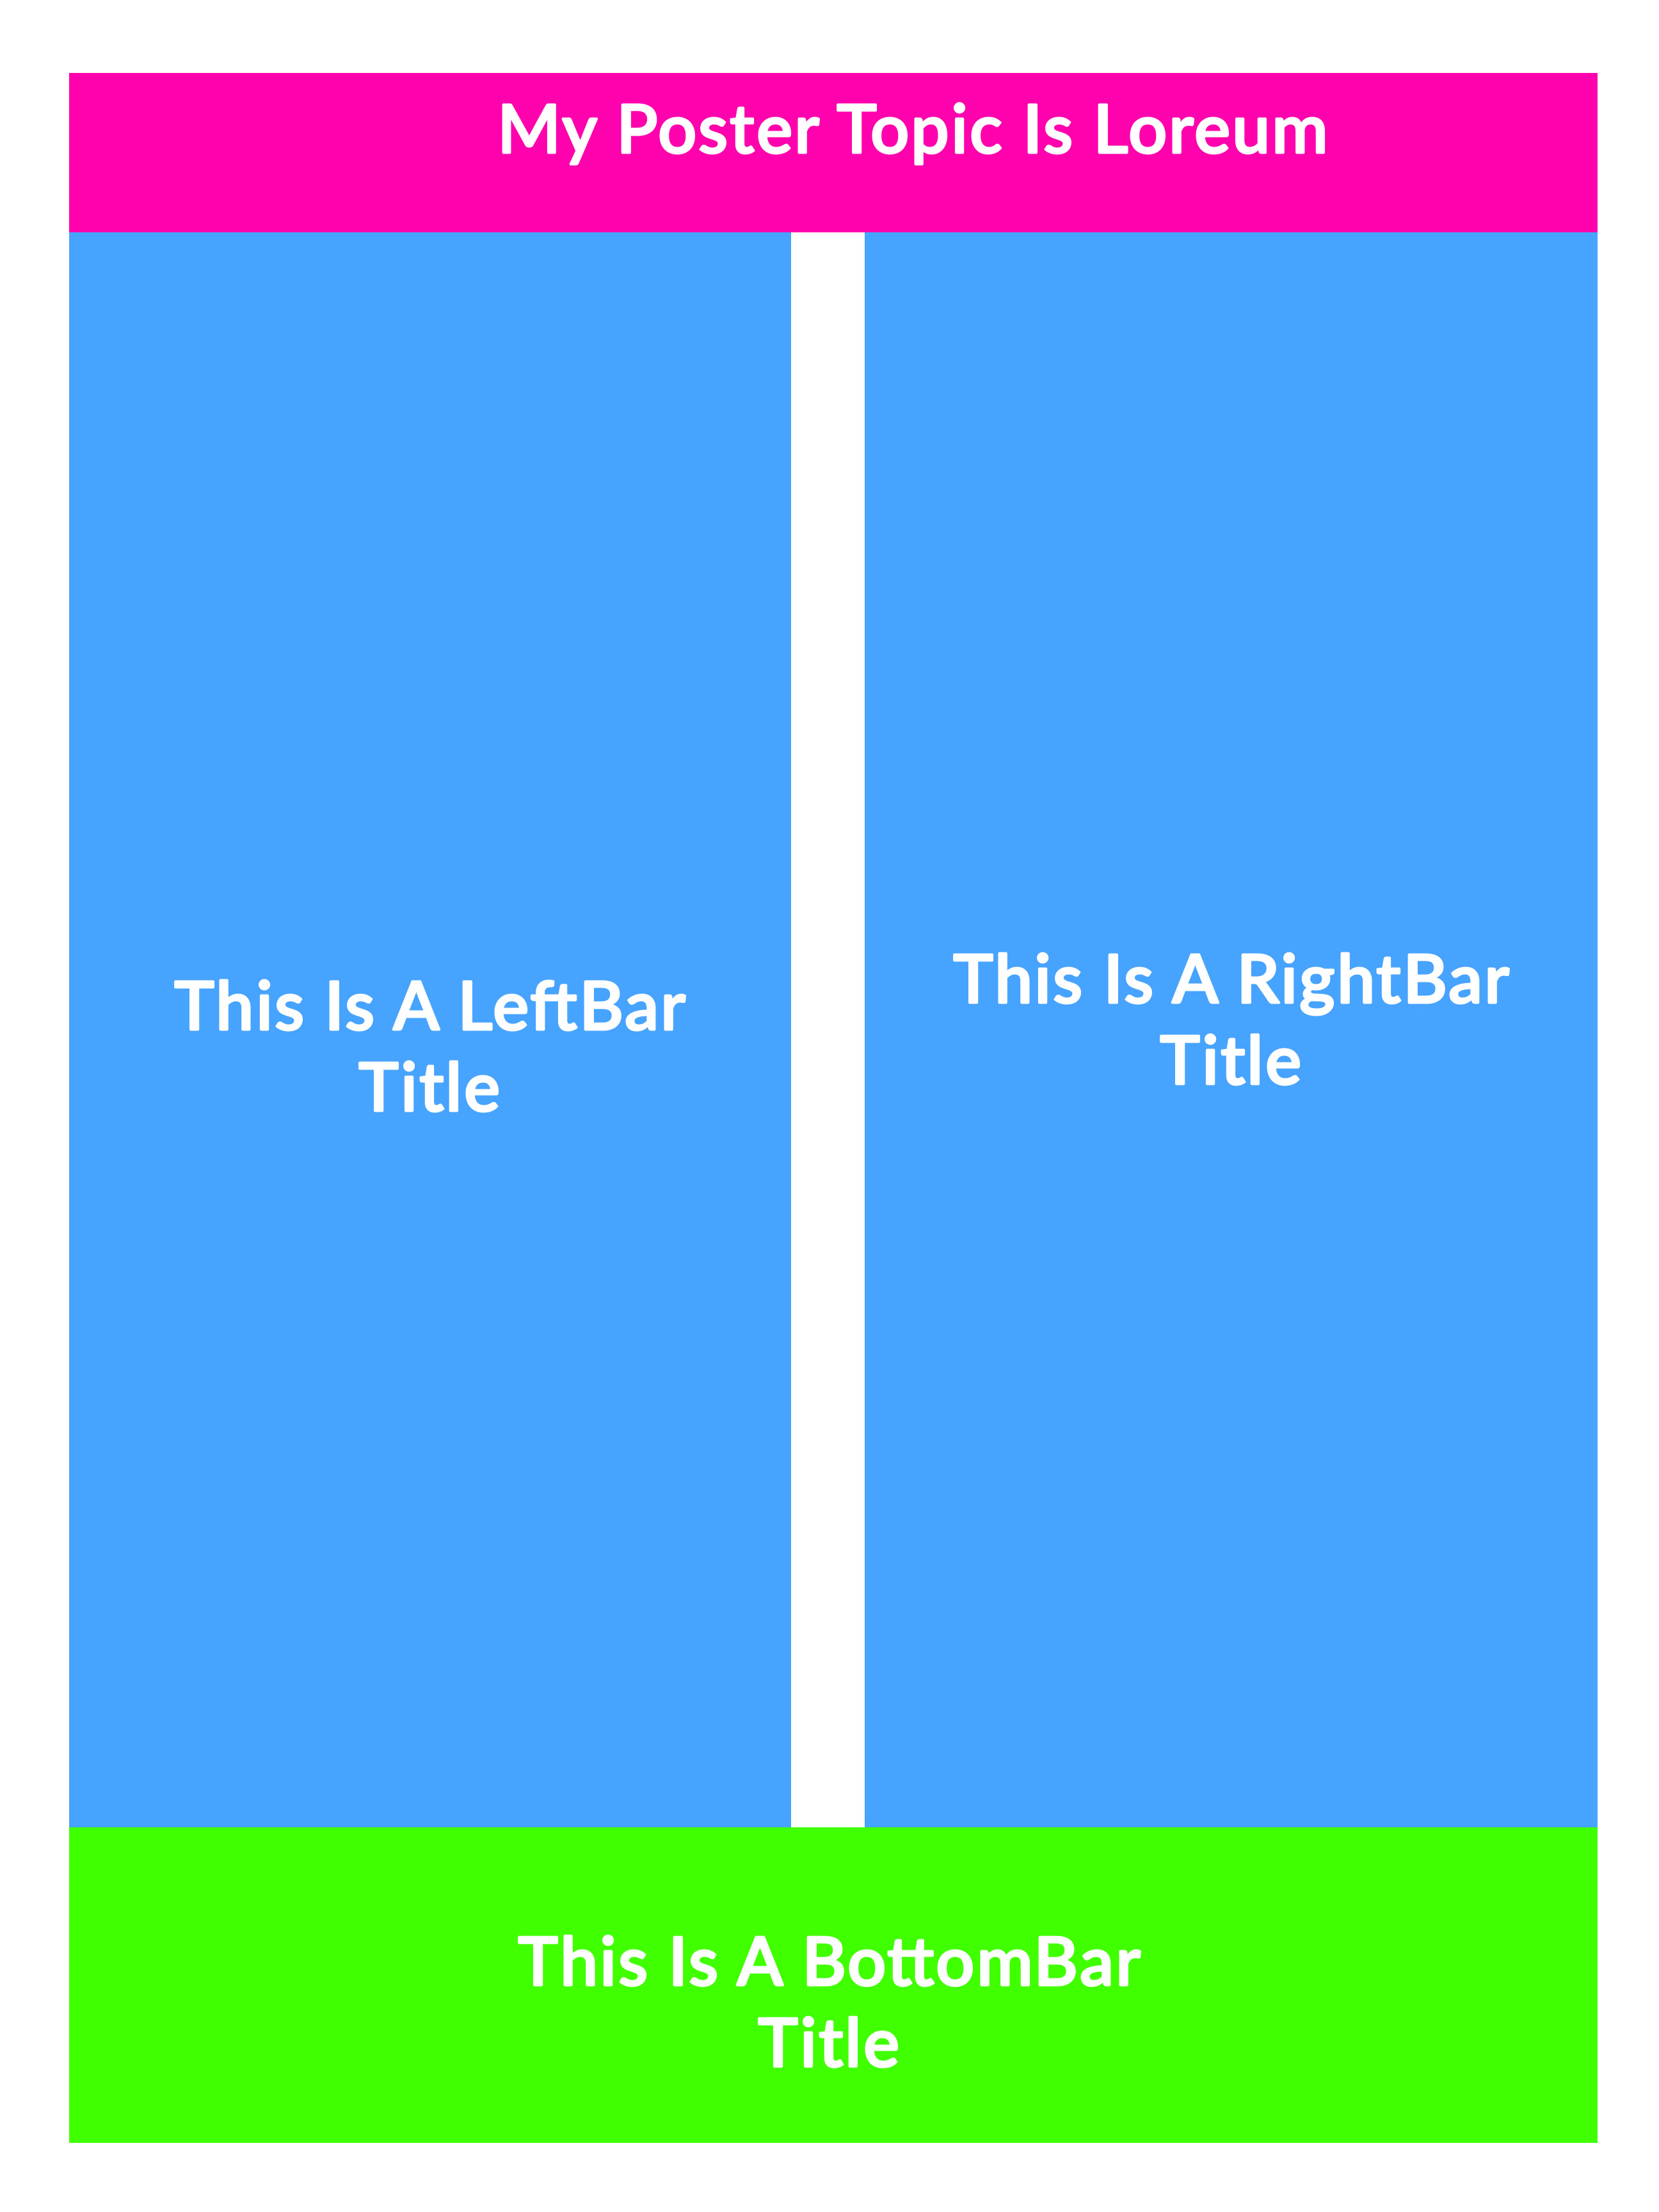 My Poster Topic Is Loreum
This Is A LeftBar
Title
This Is A RightBar
Title
This Is A BottomBar
Title